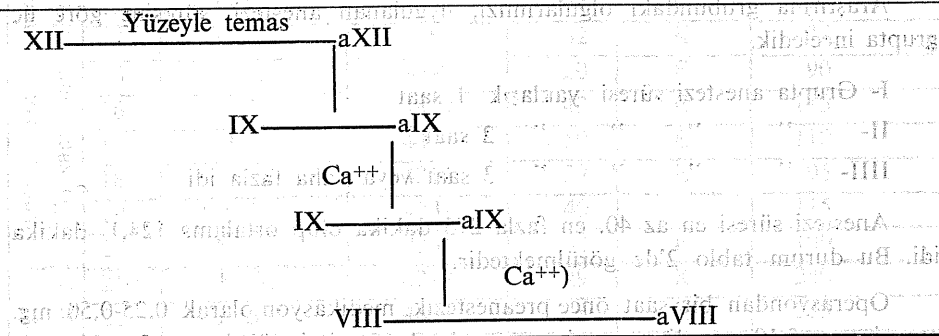 Yüzeyle temas
XII aXII
IX aIX
Ca++
IX aIX
Ca++)
VIII aVIII